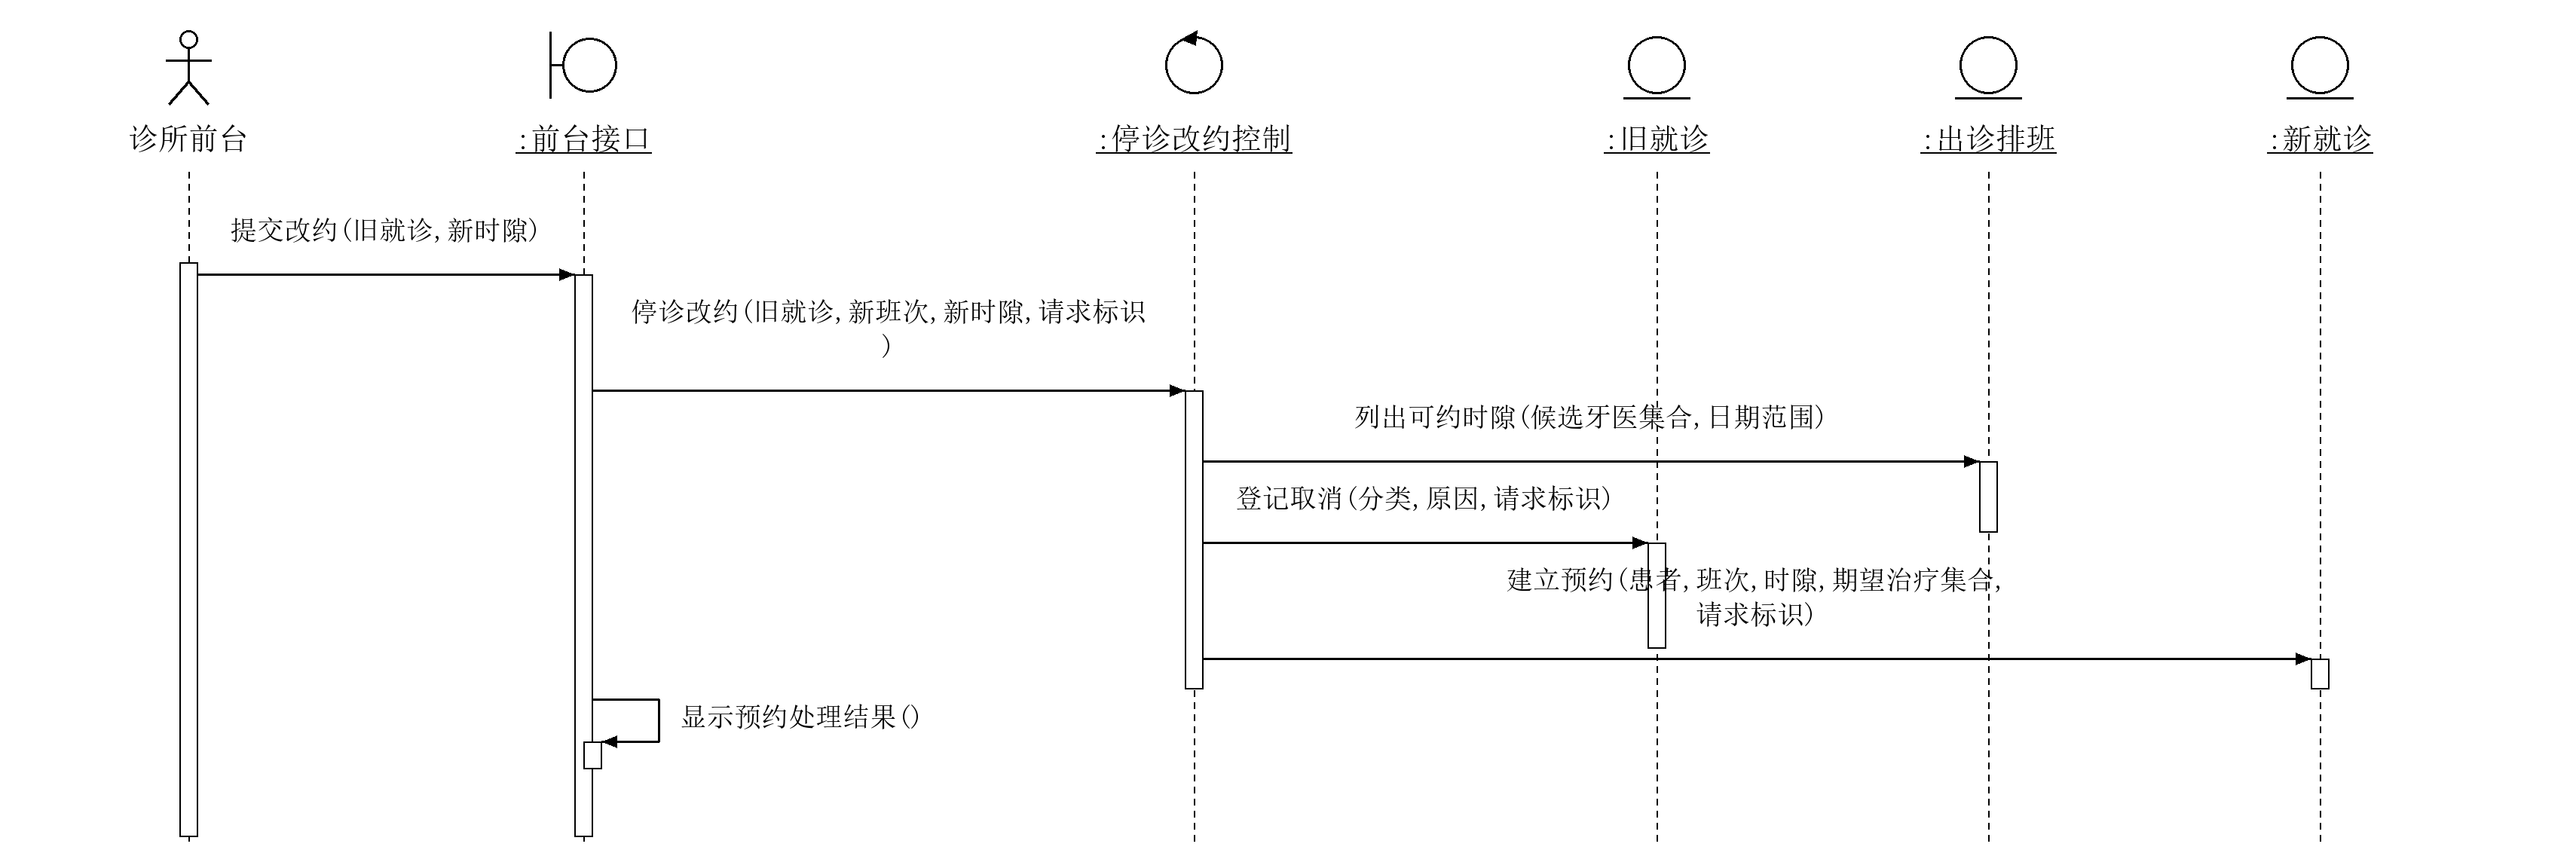 诊所前台
:前台接口
:停诊改约控制
:旧就诊
:出诊排班
:新就诊
提交改约(旧就诊,新时隙)
停诊改约(旧就诊,新班次,新时隙,请求标识
)
列出可约时隙(候选牙医集合,日期范围)
登记取消(分类,原因,请求标识)
建立预约(患者,班次,时隙,期望治疗集合,
请求标识)
显示预约处理结果()